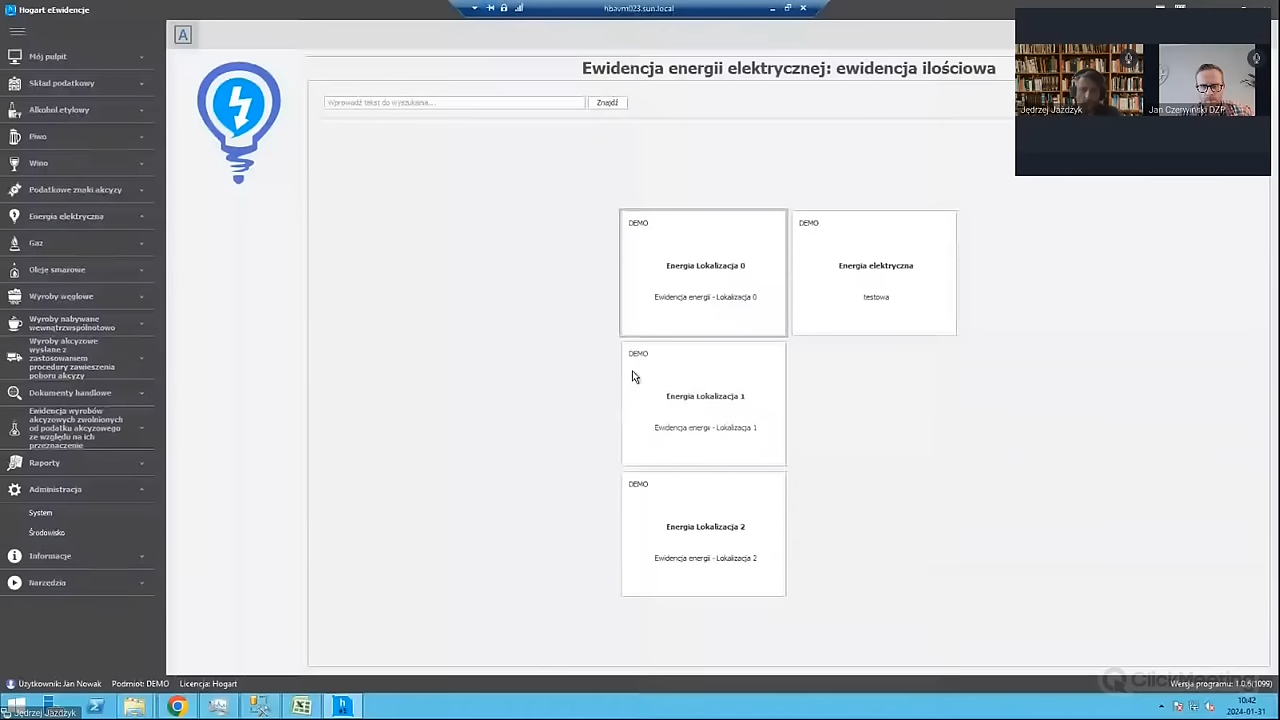 Hogart eEwidencje
hbavm023.sun.local
A
Mój pulpit
Skład podatkowy
Alkohol etylowy
Piwo
Wino
Podatkowe znaki akcyzy
Energia elektryczna
Gaz
Oleje smarowe
Wyroby węglowe
Wyroby nabywane
wewnątrzwspólnotowo
Wyroby akcyzowe
wysłane z
zastosowaniem
procedury zawieszenia
poboru akcyzy
Dokumenty handlowe
Ewidencja wyrobów
akcyzowych zwolnionych
od podatku akcyzowego
ze względu na ich
przeznaczenie
Raporty
Administracja
System
Środowisko
Informacje
Narzędzia
Ewidencja energii elektrycznej: ewidencja ilościowa
Wprowadź tekst do wyszukania...
Znajdź
DEMO
Energia Lokalizacja 0
Ewidencja energii - Lokalizacja 0
DEMO
Energia elektryczna
testowa
DEMO
Energia Lokalizacja 1
Ewidencja energii - Lokalizacja 1
DEMO
Energia Lokalizacja 2
Ewidencja energii - Lokalizacja 2
Jędrzej Jażdżyk
Jan Czerwiński DZP
ClickMeeting
Użytkownik: Jan Nowak Podmiot: DEMO Licencja: Hogart
Wersja programu: 1.0.6(1099)
Jędrzej Jażdżyk
10:42
2024-01-31